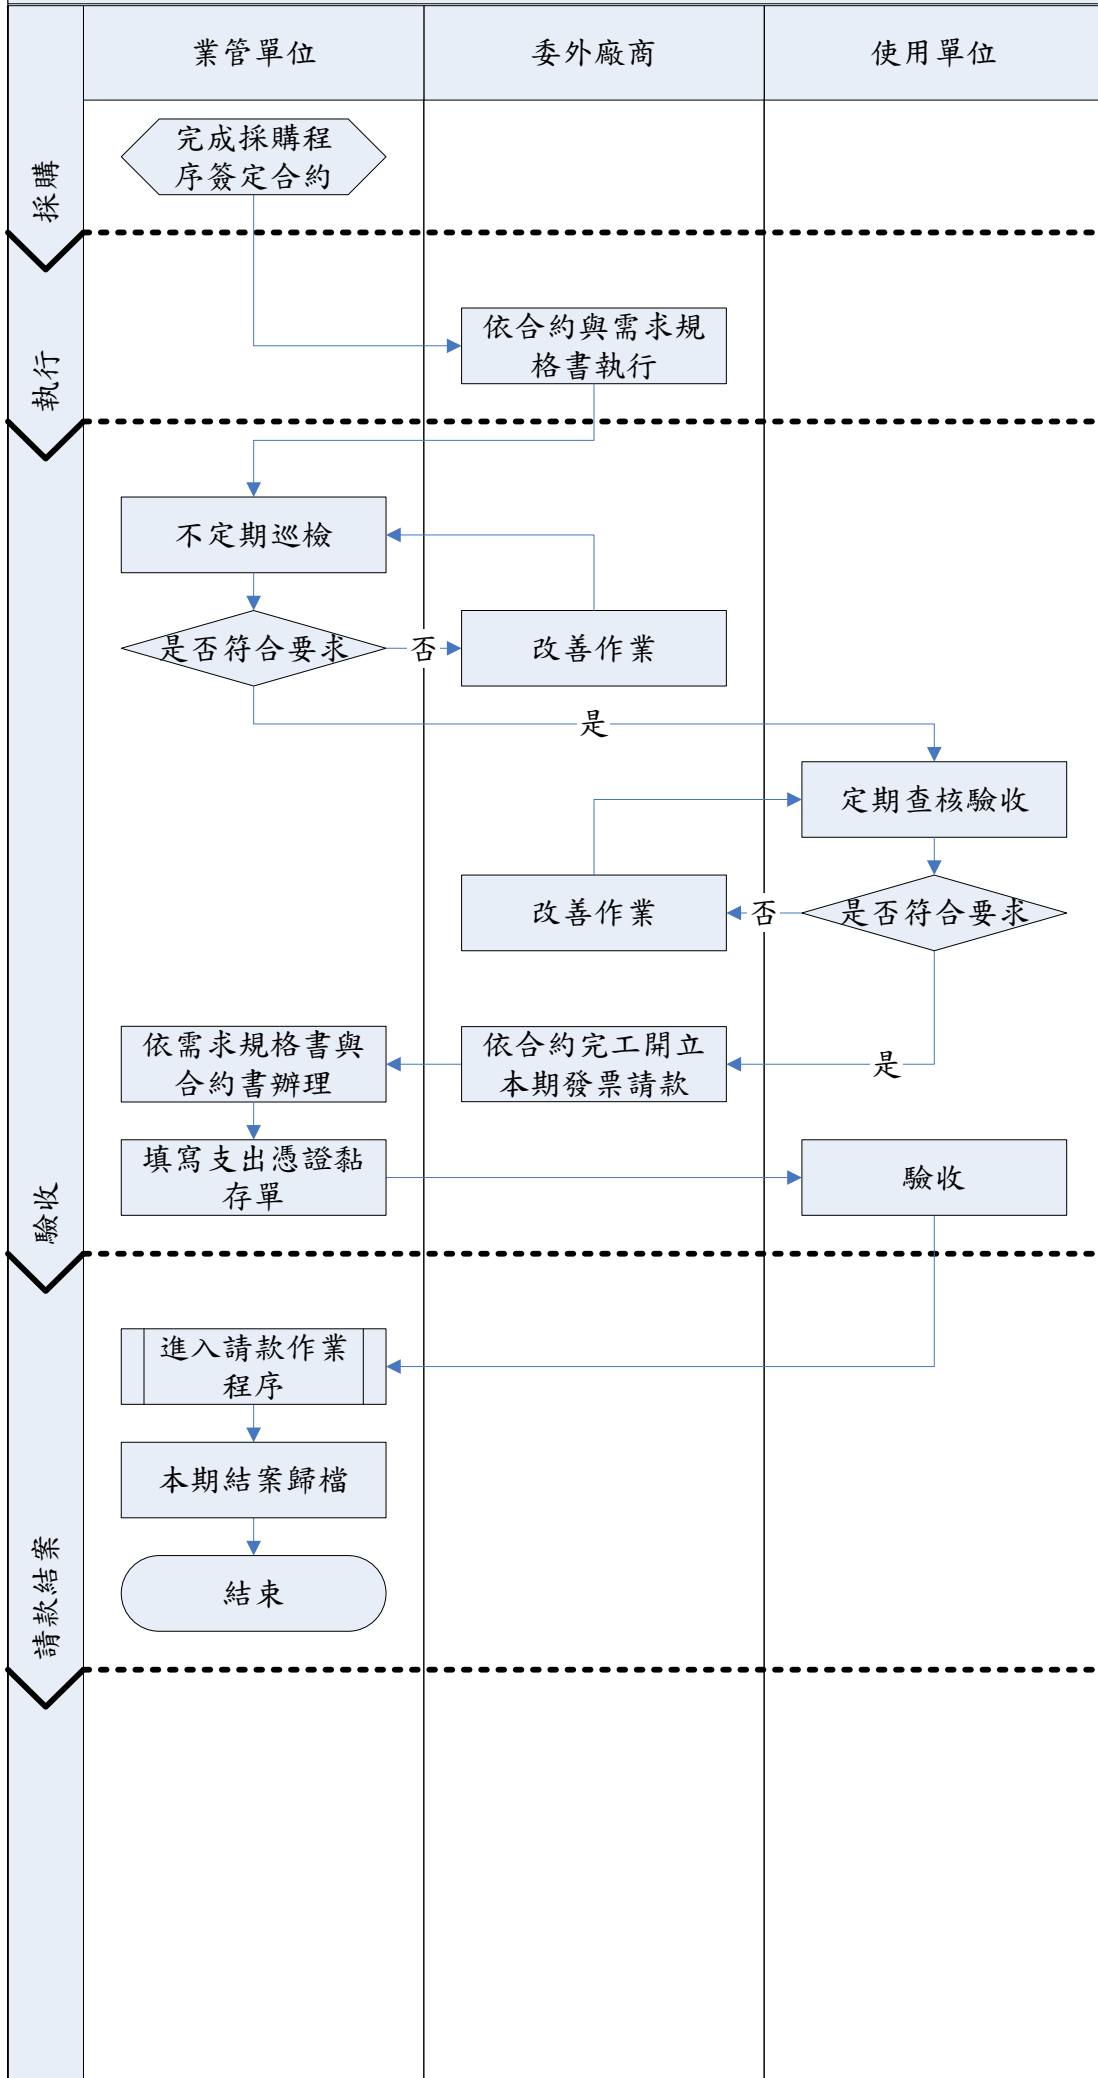 業管單位
委外廠商
使用單位
採購
完成採購程
序簽定合約
執行
依合約與需求規
格書執行
不定期巡檢
是否符合要求
否
改善作業
是
定期查核驗收
改善作業
否
是否符合要求
依需求規格書與
合約書辦理
依合約完工開立
本期發票請款
是
填寫支出憑證黏
存單
驗收
驗收
進入請款作業
程序
本期結案歸檔
請款結案
結束